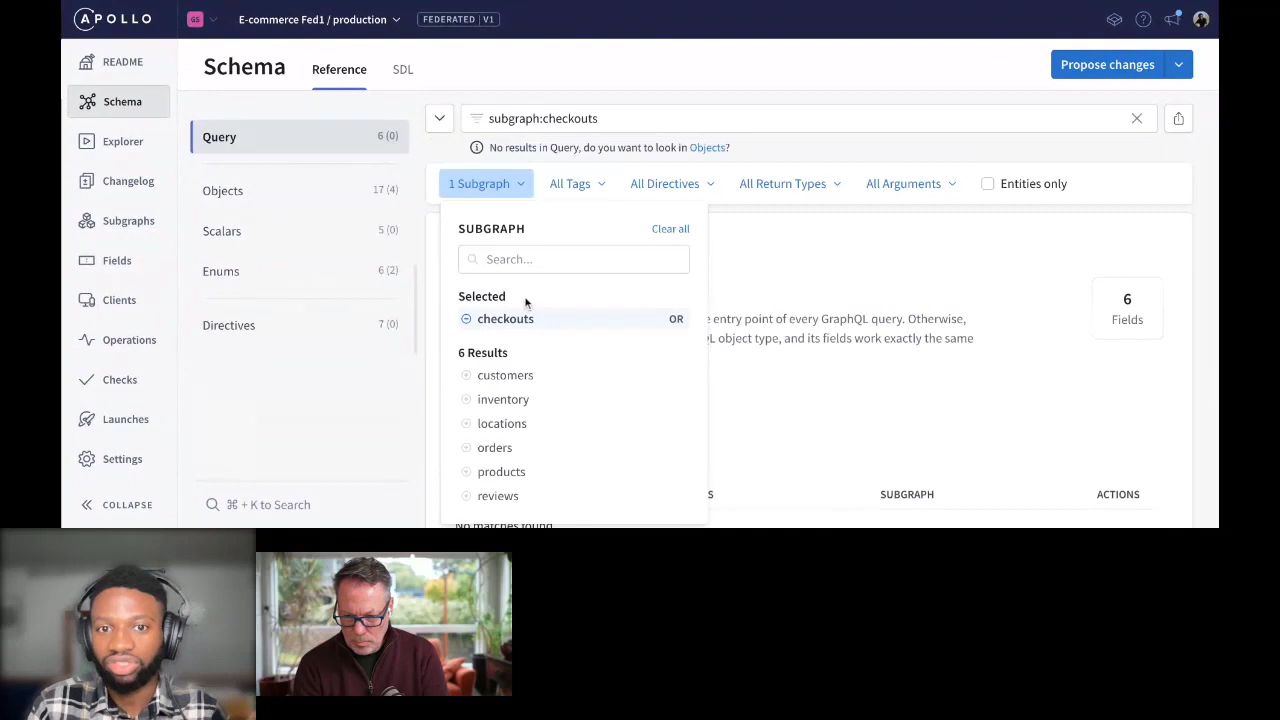 APOLLO
GS
E-commerce Fed1 / production
FEDERATED | V1
README
Schema
Explorer
Changelog
Subgraphs
Fields
Clients
Operations
Checks
Launches
Settings
COLLAPSE
Schema
Reference
SDL
Propose changes
Query 6 (0)
Objects 17 (4)
Scalars 5 (0)
Enums 6 (2)
Directives 7 (0)
⌘ + K to Search
subgraph:checkouts
No results in Query, do you want to look in Objects?
1 Subgraph
All Tags
All Directives
All Return Types
All Arguments
Entities only
SUBGRAPH
Clear all
Search...
Selected
checkouts OR
6 Results
customers
inventory
locations
orders
products
reviews
e entry point of every GraphQL query. Otherwise,
QL object type, and its fields work exactly the same
6
Fields
S
SUBGRAPH
ACTIONS
No matches found